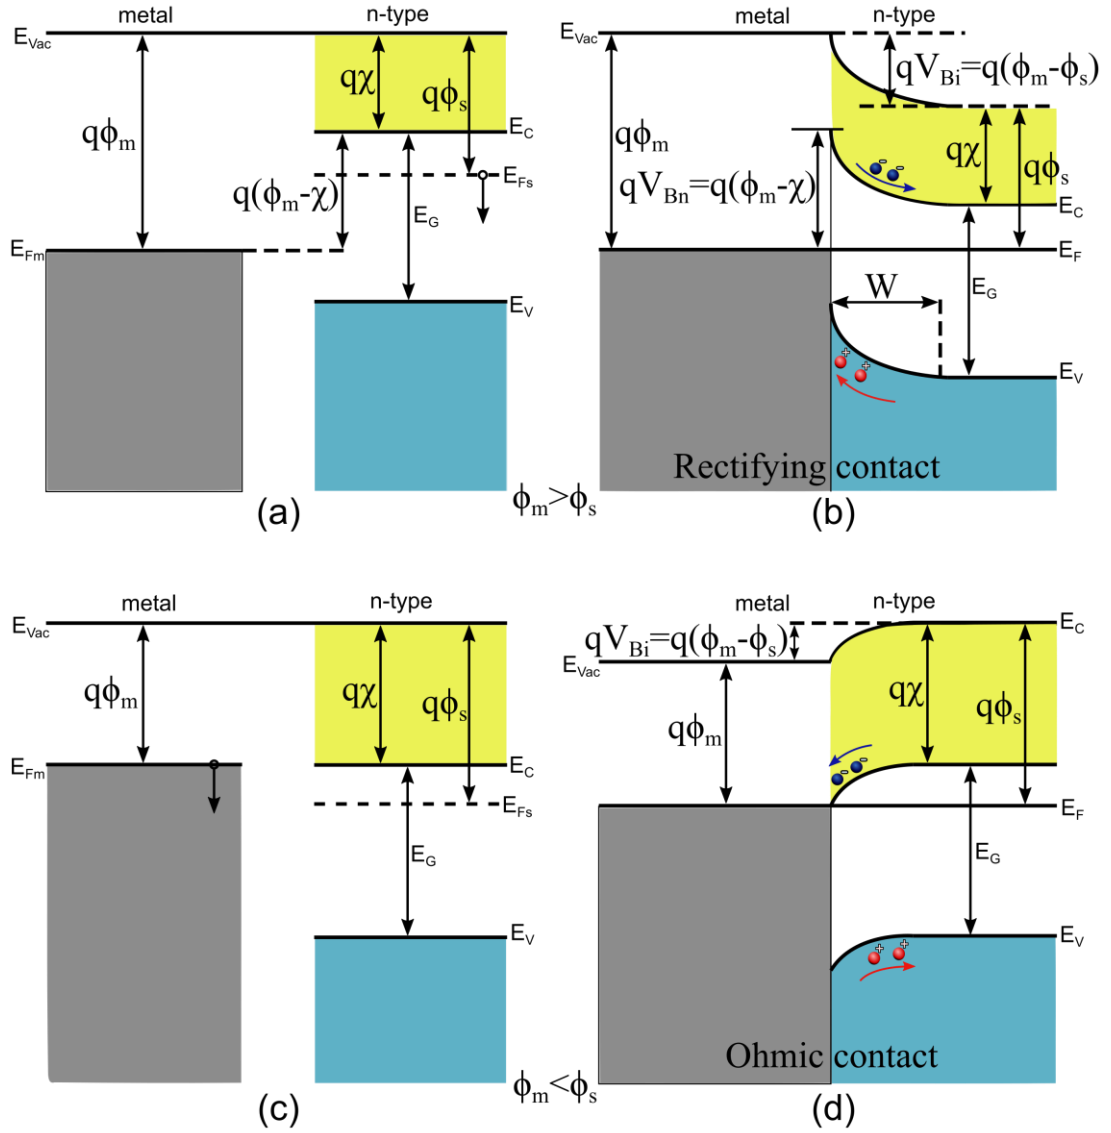 metal
n-type
E_Vac
qϕ_m
qχ
qϕ_s
E_C
E_Fs
q(ϕ_m-χ)
E_G
E_Fm
E_V
(a)
ϕ_m>ϕ_s
metal
n-type
E_Vac
qV_Bi=q(ϕ_m-ϕ_s)
qϕ_m
qχ
qϕ_s
qV_Bn=q(ϕ_m-χ)
E_C
E_F
W
E_G
E_V
Rectifying contact
(b)
metal
n-type
E_Vac
qϕ_m
qχ
qϕ_s
E_Fm
E_C
E_Fs
E_G
E_V
(c)
ϕ_m<ϕ_s
metal
n-type
E_C
qV_Bi=q(ϕ_m-ϕ_s)
E_Vac
qχ
qϕ_s
qϕ_m
E_F
E_G
E_V
Ohmic contact
(d)